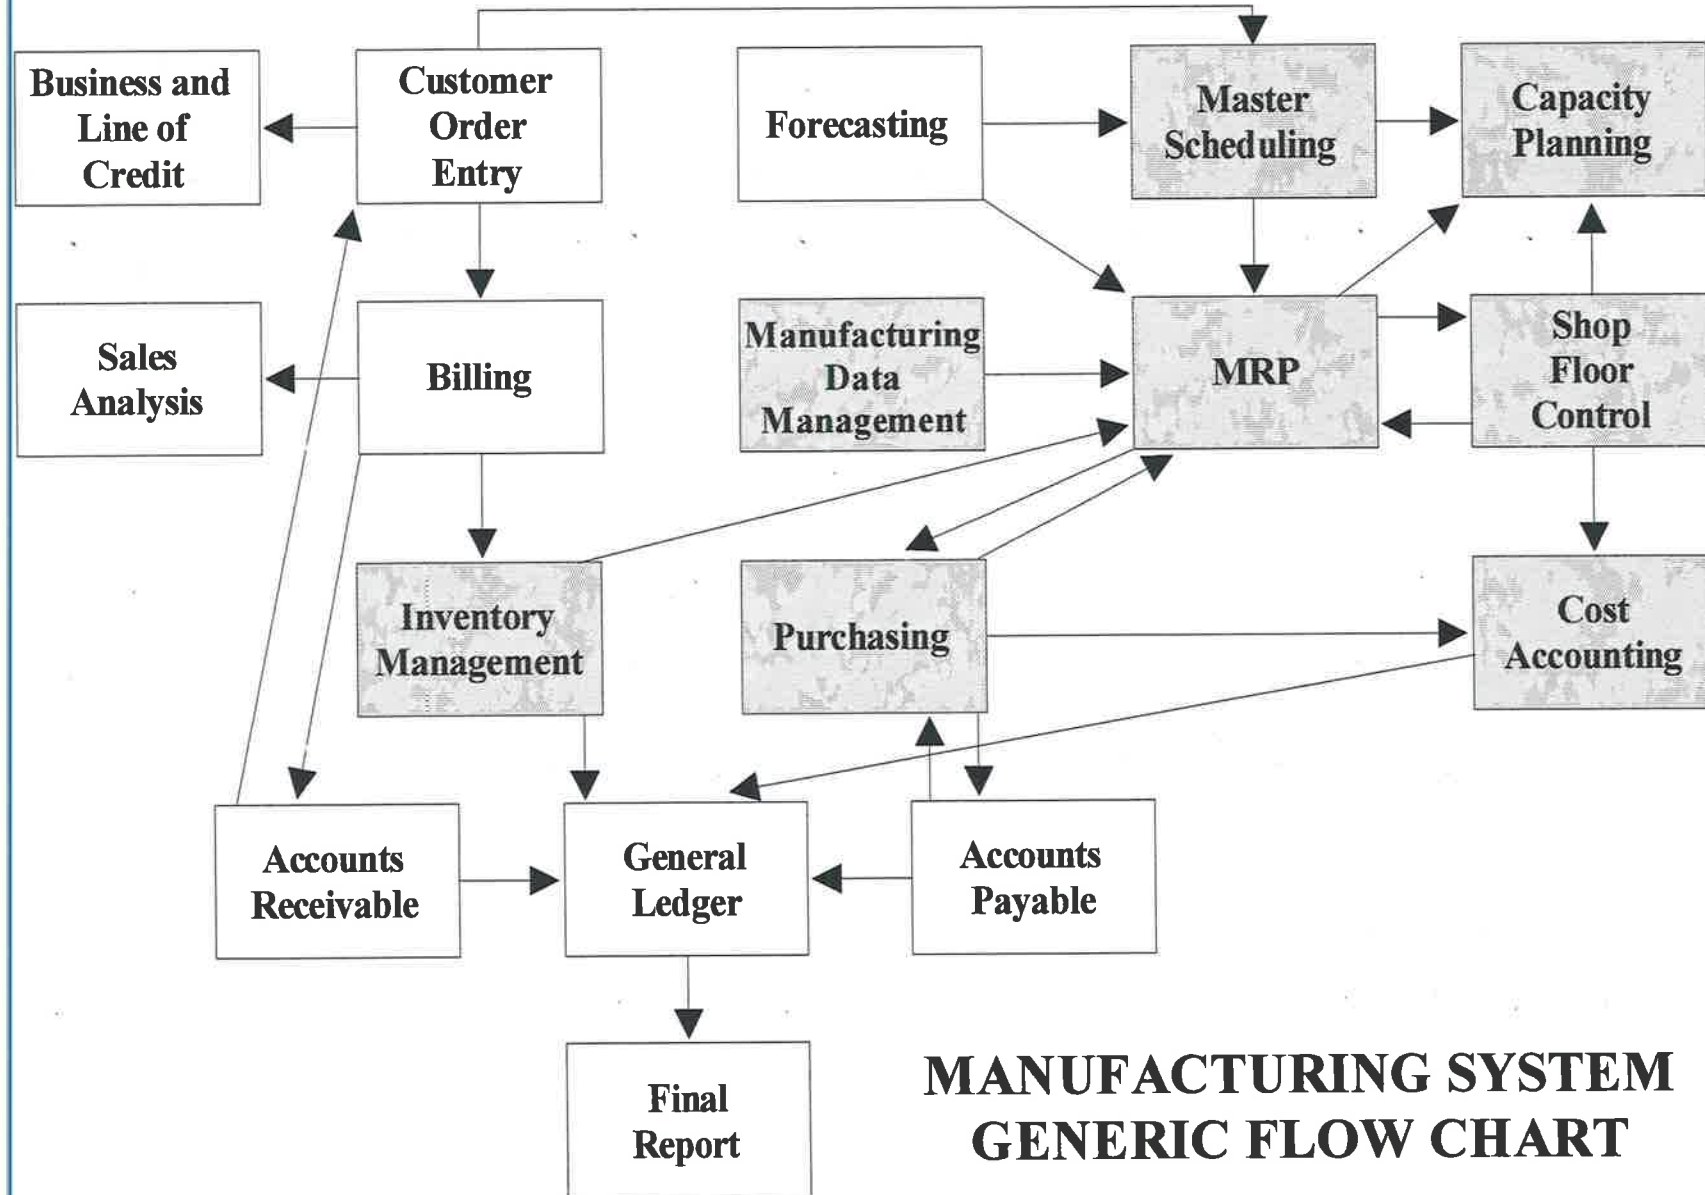 Business and
Line of
Credit
Customer
Order
Entry
Forecasting
Master
Scheduling
Capacity
Planning
Sales
Analysis
Billing
Manufacturing
Data
Management
MRP
Shop
Floor
Control
Inventory
Management
Purchasing
Cost
Accounting
Accounts
Receivable
General
Ledger
Accounts
Payable
Final
Report
MANUFACTURING SYSTEM
GENERIC FLOW CHART